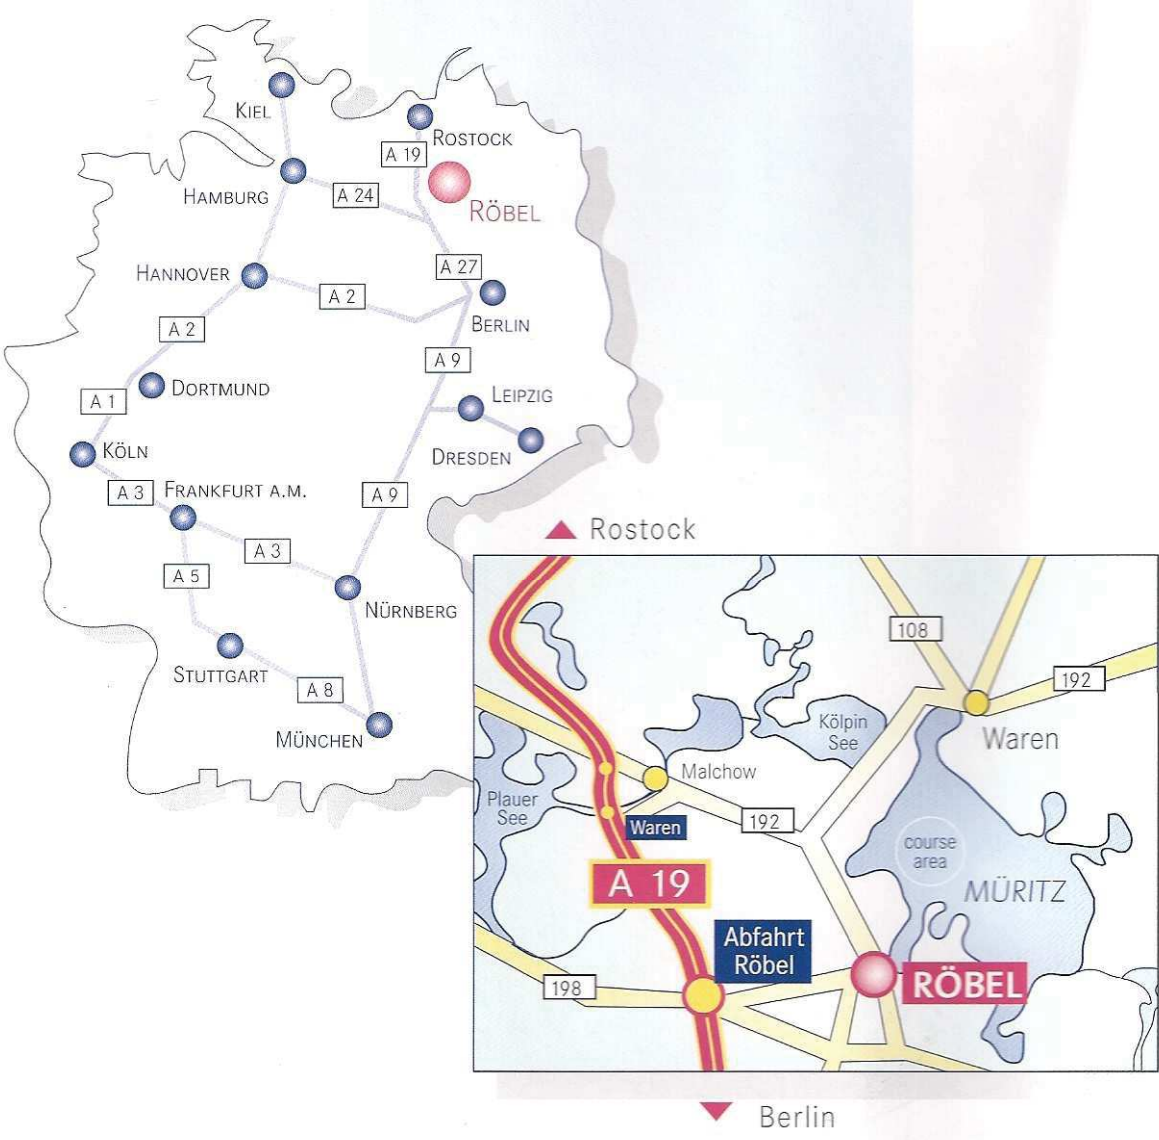 KIEL
ROSTOCK
A 19
HAMBURG
A 24
RÖBEL
HANNOVER
A 27
A 2
BERLIN
A 2
A 9
DORTMUND
LEIPZIG
A 1
KÖLN
DRESDEN
A 3
FRANKFURT A.M.
A 9
A 3
A 5
NÜRNBERG
STUTTGART
A 8
MÜNCHEN
Rostock
108
192
Kölpin
See
Waren
Malchow
Plauer
See
Waren
192
course
area
A 19
MÜRITZ
Abfahrt
Röbel
198
RÖBEL
Berlin